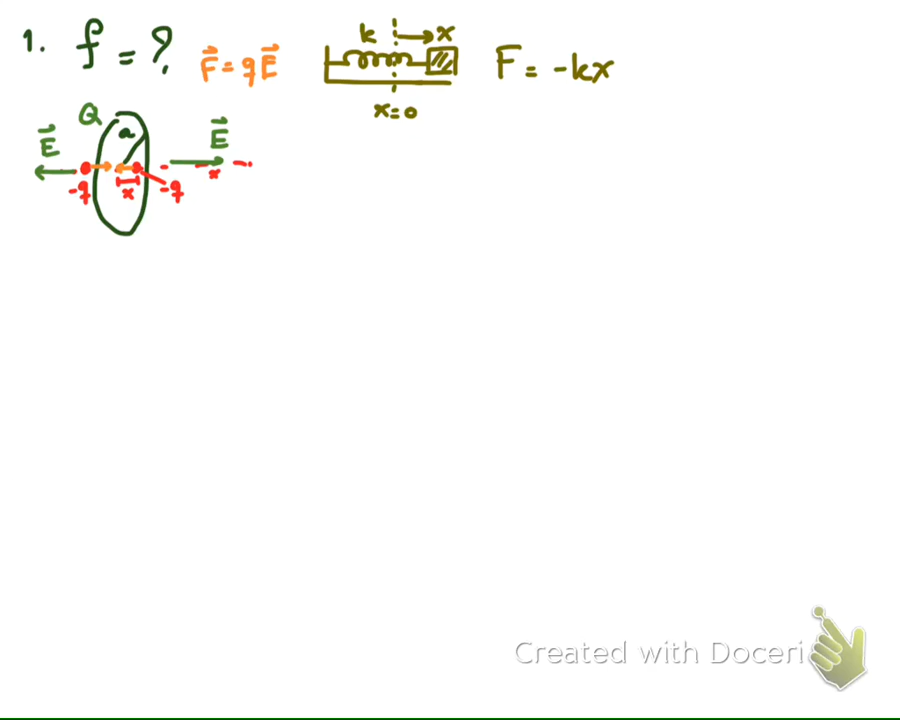 1. f = ?
F⃗ = qE⃗
k x
x=0
F = -kx
Q
a
E⃗ E⃗
-q x -q x
Created with Doceri